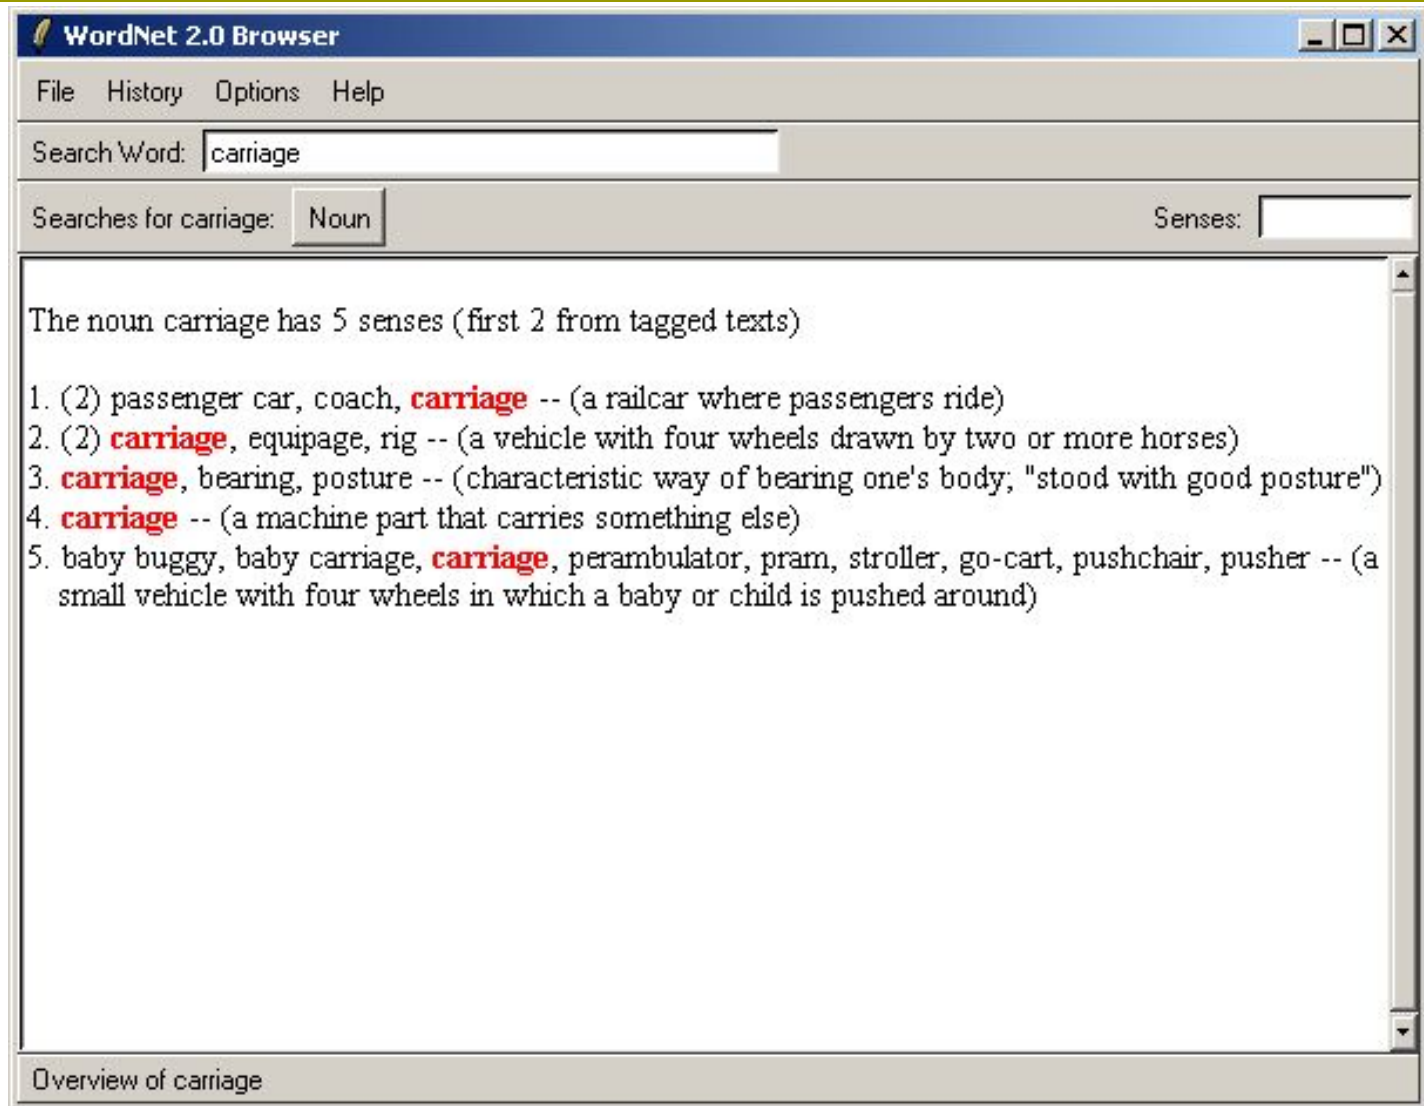 WordNet 2.0 Browser
File History Options Help
Search Word: carriage
Searches for carriage: Noun Senses:
The noun carriage has 5 senses (first 2 from tagged texts)
1. (2) passenger car, coach, carriage -- (a railcar where passengers ride)
2. (2) carriage, equipage, rig -- (a vehicle with four wheels drawn by two or more horses)
3. carriage, bearing, posture -- (characteristic way of bearing one's body; "stood with good posture")
4. carriage -- (a machine part that carries something else)
5. baby buggy, baby carriage, carriage, perambulator, pram, stroller, go-cart, pushchair, pusher -- (a
small vehicle with four wheels in which a baby or child is pushed around)
Overview of carriage